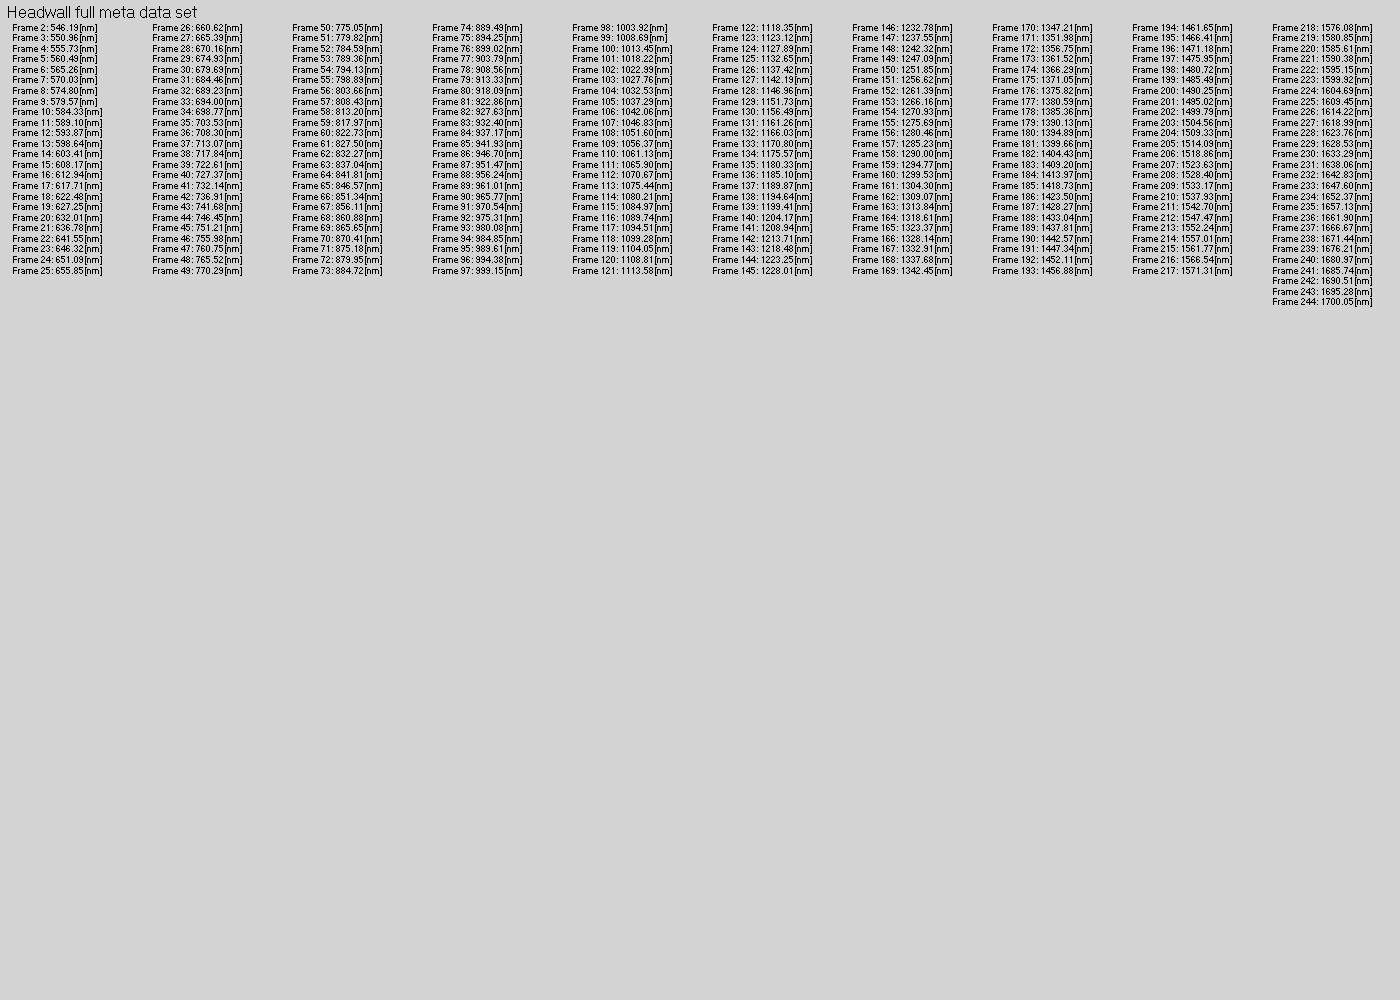 Headwall full meta data set
Frame 2: 546.19[nm]
Frame 3: 550.96[nm]
Frame 4: 555.73[nm]
Frame 5: 560.49[nm]
Frame 6: 565.26[nm]
Frame 7: 570.03[nm]
Frame 8: 574.80[nm]
Frame 9: 579.57[nm]
Frame 10: 584.33[nm]
Frame 11: 589.10[nm]
Frame 12: 593.87[nm]
Frame 13: 598.64[nm]
Frame 14: 603.41[nm]
Frame 15: 608.17[nm]
Frame 16: 612.94[nm]
Frame 17: 617.71[nm]
Frame 18: 622.48[nm]
Frame 19: 627.25[nm]
Frame 20: 632.01[nm]
Frame 21: 636.78[nm]
Frame 22: 641.55[nm]
Frame 23: 646.32[nm]
Frame 24: 651.09[nm]
Frame 25: 655.85[nm]
Frame 26: 660.62[nm]
Frame 27: 665.39[nm]
Frame 28: 670.16[nm]
Frame 29: 674.93[nm]
Frame 30: 679.69[nm]
Frame 31: 684.46[nm]
Frame 32: 689.23[nm]
Frame 33: 694.00[nm]
Frame 34: 698.77[nm]
Frame 35: 703.53[nm]
Frame 36: 708.30[nm]
Frame 37: 713.07[nm]
Frame 38: 717.84[nm]
Frame 39: 722.61[nm]
Frame 40: 727.37[nm]
Frame 41: 732.14[nm]
Frame 42: 736.91[nm]
Frame 43: 741.68[nm]
Frame 44: 746.45[nm]
Frame 45: 751.21[nm]
Frame 46: 755.98[nm]
Frame 47: 760.75[nm]
Frame 48: 765.52[nm]
Frame 49: 770.29[nm]
Frame 50: 775.05[nm]
Frame 51: 779.82[nm]
Frame 52: 784.59[nm]
Frame 53: 789.36[nm]
Frame 54: 794.13[nm]
Frame 55: 798.89[nm]
Frame 56: 803.66[nm]
Frame 57: 808.43[nm]
Frame 58: 813.20[nm]
Frame 59: 817.97[nm]
Frame 60: 822.73[nm]
Frame 61: 827.50[nm]
Frame 62: 832.27[nm]
Frame 63: 837.04[nm]
Frame 64: 841.81[nm]
Frame 65: 846.57[nm]
Frame 66: 851.34[nm]
Frame 67: 856.11[nm]
Frame 68: 860.88[nm]
Frame 69: 865.65[nm]
Frame 70: 870.41[nm]
Frame 71: 875.18[nm]
Frame 72: 879.95[nm]
Frame 73: 884.72[nm]
Frame 74: 889.49[nm]
Frame 75: 894.25[nm]
Frame 76: 899.02[nm]
Frame 77: 903.79[nm]
Frame 78: 908.56[nm]
Frame 79: 913.33[nm]
Frame 80: 918.09[nm]
Frame 81: 922.86[nm]
Frame 82: 927.63[nm]
Frame 83: 932.40[nm]
Frame 84: 937.17[nm]
Frame 85: 941.93[nm]
Frame 86: 946.70[nm]
Frame 87: 951.47[nm]
Frame 88: 956.24[nm]
Frame 89: 961.01[nm]
Frame 90: 965.77[nm]
Frame 91: 970.54[nm]
Frame 92: 975.31[nm]
Frame 93: 980.08[nm]
Frame 94: 984.85[nm]
Frame 95: 989.61[nm]
Frame 96: 994.38[nm]
Frame 97: 999.15[nm]
Frame 98: 1003.92[nm]
Frame 99: 1008.69[nm]
Frame 100: 1013.45[nm]
Frame 101: 1018.22[nm]
Frame 102: 1022.99[nm]
Frame 103: 1027.76[nm]
Frame 104: 1032.53[nm]
Frame 105: 1037.29[nm]
Frame 106: 1042.06[nm]
Frame 107: 1046.83[nm]
Frame 108: 1051.60[nm]
Frame 109: 1056.37[nm]
Frame 110: 1061.13[nm]
Frame 111: 1065.90[nm]
Frame 112: 1070.67[nm]
Frame 113: 1075.44[nm]
Frame 114: 1080.21[nm]
Frame 115: 1084.97[nm]
Frame 116: 1089.74[nm]
Frame 117: 1094.51[nm]
Frame 118: 1099.28[nm]
Frame 119: 1104.05[nm]
Frame 120: 1108.81[nm]
Frame 121: 1113.58[nm]
Frame 122: 1118.35[nm]
Frame 123: 1123.12[nm]
Frame 124: 1127.89[nm]
Frame 125: 1132.65[nm]
Frame 126: 1137.42[nm]
Frame 127: 1142.19[nm]
Frame 128: 1146.96[nm]
Frame 129: 1151.73[nm]
Frame 130: 1156.49[nm]
Frame 131: 1161.26[nm]
Frame 132: 1166.03[nm]
Frame 133: 1170.80[nm]
Frame 134: 1175.57[nm]
Frame 135: 1180.33[nm]
Frame 136: 1185.10[nm]
Frame 137: 1189.87[nm]
Frame 138: 1194.64[nm]
Frame 139: 1199.41[nm]
Frame 140: 1204.17[nm]
Frame 141: 1208.94[nm]
Frame 142: 1213.71[nm]
Frame 143: 1218.48[nm]
Frame 144: 1223.25[nm]
Frame 145: 1228.01[nm]
Frame 146: 1232.78[nm]
Frame 147: 1237.55[nm]
Frame 148: 1242.32[nm]
Frame 149: 1247.09[nm]
Frame 150: 1251.85[nm]
Frame 151: 1256.62[nm]
Frame 152: 1261.39[nm]
Frame 153: 1266.16[nm]
Frame 154: 1270.93[nm]
Frame 155: 1275.69[nm]
Frame 156: 1280.46[nm]
Frame 157: 1285.23[nm]
Frame 158: 1290.00[nm]
Frame 159: 1294.77[nm]
Frame 160: 1299.53[nm]
Frame 161: 1304.30[nm]
Frame 162: 1309.07[nm]
Frame 163: 1313.84[nm]
Frame 164: 1318.61[nm]
Frame 165: 1323.37[nm]
Frame 166: 1328.14[nm]
Frame 167: 1332.91[nm]
Frame 168: 1337.68[nm]
Frame 169: 1342.45[nm]
Frame 170: 1347.21[nm]
Frame 171: 1351.98[nm]
Frame 172: 1356.75[nm]
Frame 173: 1361.52[nm]
Frame 174: 1366.29[nm]
Frame 175: 1371.05[nm]
Frame 176: 1375.82[nm]
Frame 177: 1380.59[nm]
Frame 178: 1385.36[nm]
Frame 179: 1390.13[nm]
Frame 180: 1394.89[nm]
Frame 181: 1399.66[nm]
Frame 182: 1404.43[nm]
Frame 183: 1409.20[nm]
Frame 184: 1413.97[nm]
Frame 185: 1418.73[nm]
Frame 186: 1423.50[nm]
Frame 187: 1428.27[nm]
Frame 188: 1433.04[nm]
Frame 189: 1437.81[nm]
Frame 190: 1442.57[nm]
Frame 191: 1447.34[nm]
Frame 192: 1452.11[nm]
Frame 193: 1456.88[nm]
Frame 194: 1461.65[nm]
Frame 195: 1466.41[nm]
Frame 196: 1471.18[nm]
Frame 197: 1475.95[nm]
Frame 198: 1480.72[nm]
Frame 199: 1485.49[nm]
Frame 200: 1490.25[nm]
Frame 201: 1495.02[nm]
Frame 202: 1499.79[nm]
Frame 203: 1504.56[nm]
Frame 204: 1509.33[nm]
Frame 205: 1514.09[nm]
Frame 206: 1518.86[nm]
Frame 207: 1523.63[nm]
Frame 208: 1528.40[nm]
Frame 209: 1533.17[nm]
Frame 210: 1537.93[nm]
Frame 211: 1542.70[nm]
Frame 212: 1547.47[nm]
Frame 213: 1552.24[nm]
Frame 214: 1557.01[nm]
Frame 215: 1561.77[nm]
Frame 216: 1566.54[nm]
Frame 217: 1571.31[nm]
Frame 218: 1576.08[nm]
Frame 219: 1580.85[nm]
Frame 220: 1585.61[nm]
Frame 221: 1590.38[nm]
Frame 222: 1595.15[nm]
Frame 223: 1599.92[nm]
Frame 224: 1604.69[nm]
Frame 225: 1609.45[nm]
Frame 226: 1614.22[nm]
Frame 227: 1618.99[nm]
Frame 228: 1623.76[nm]
Frame 229: 1628.53[nm]
Frame 230: 1633.29[nm]
Frame 231: 1638.06[nm]
Frame 232: 1642.83[nm]
Frame 233: 1647.60[nm]
Frame 234: 1652.37[nm]
Frame 235: 1657.13[nm]
Frame 236: 1661.90[nm]
Frame 237: 1666.67[nm]
Frame 238: 1671.44[nm]
Frame 239: 1676.21[nm]
Frame 240: 1680.97[nm]
Frame 241: 1685.74[nm]
Frame 242: 1690.51[nm]
Frame 243: 1695.28[nm]
Frame 244: 1700.05[nm]